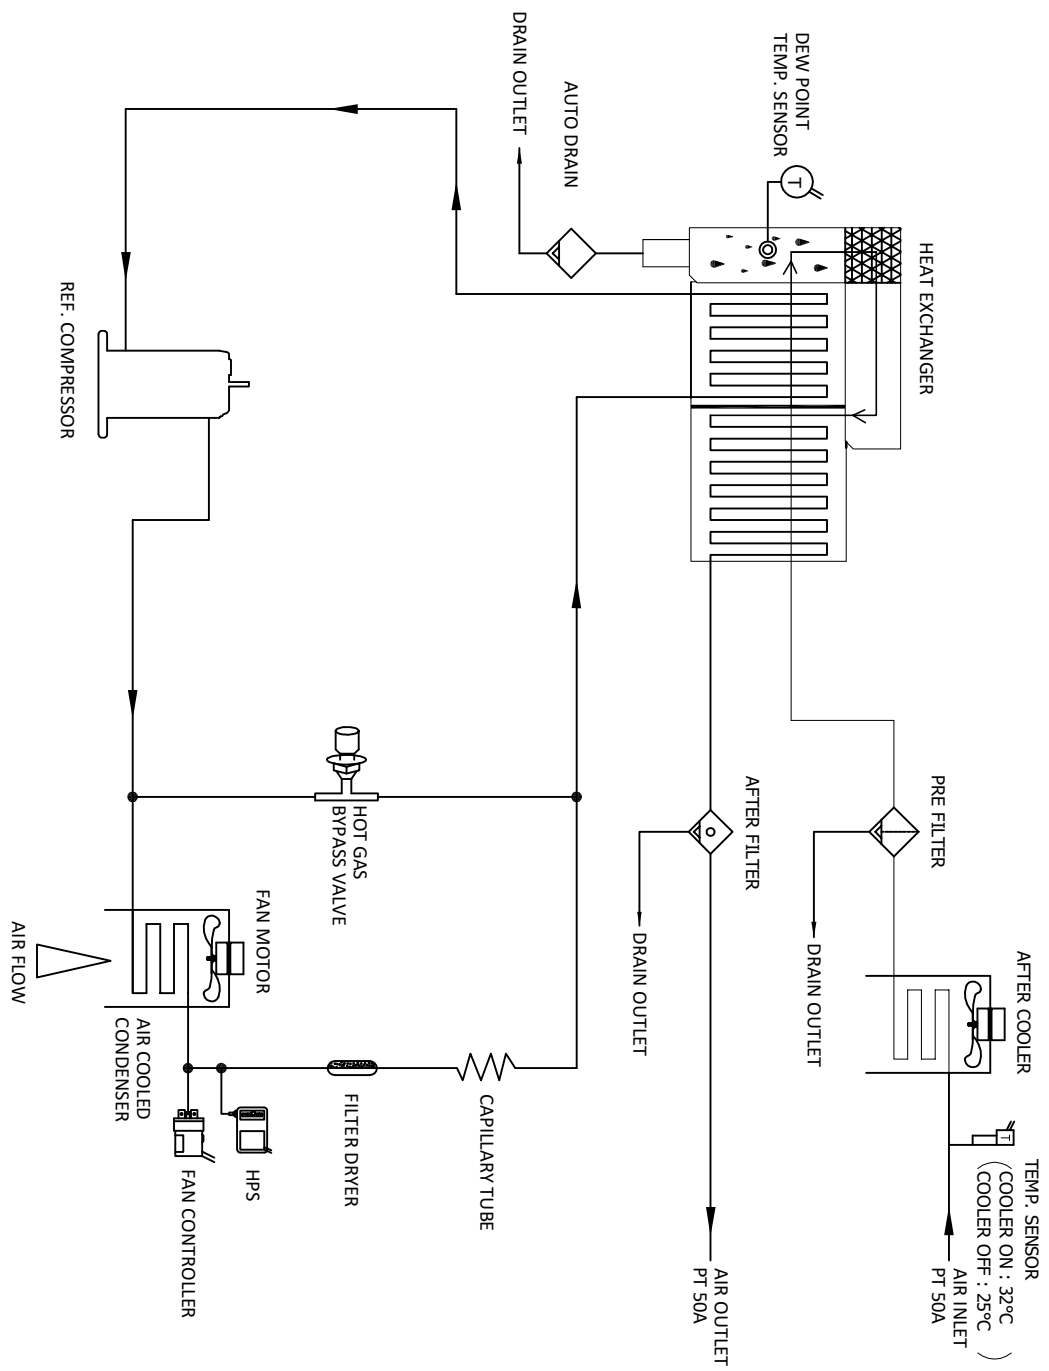 TEMP. SENSOR
(COOLER ON : 32°C
COOLER OFF : 25°C)
T
AIR INLET
PT 50A
AFTER COOLER
PRE FILTER
DRAIN OUTLET
HEAT EXCHANGER
DEW POINT
TEMP. SENSOR
T
AFTER FILTER
DRAIN OUTLET
AIR OUTLET
PT 50A
AUTO DRAIN
DRAIN OUTLET
CAPILLARY TUBE
HOT GAS
BYPASS VALVE
FILTER DRYER
FAN MOTOR
HPS
FAN CONTROLLER
AIR COOLED
CONDENSER
REF. COMPRESSOR
AIR FLOW